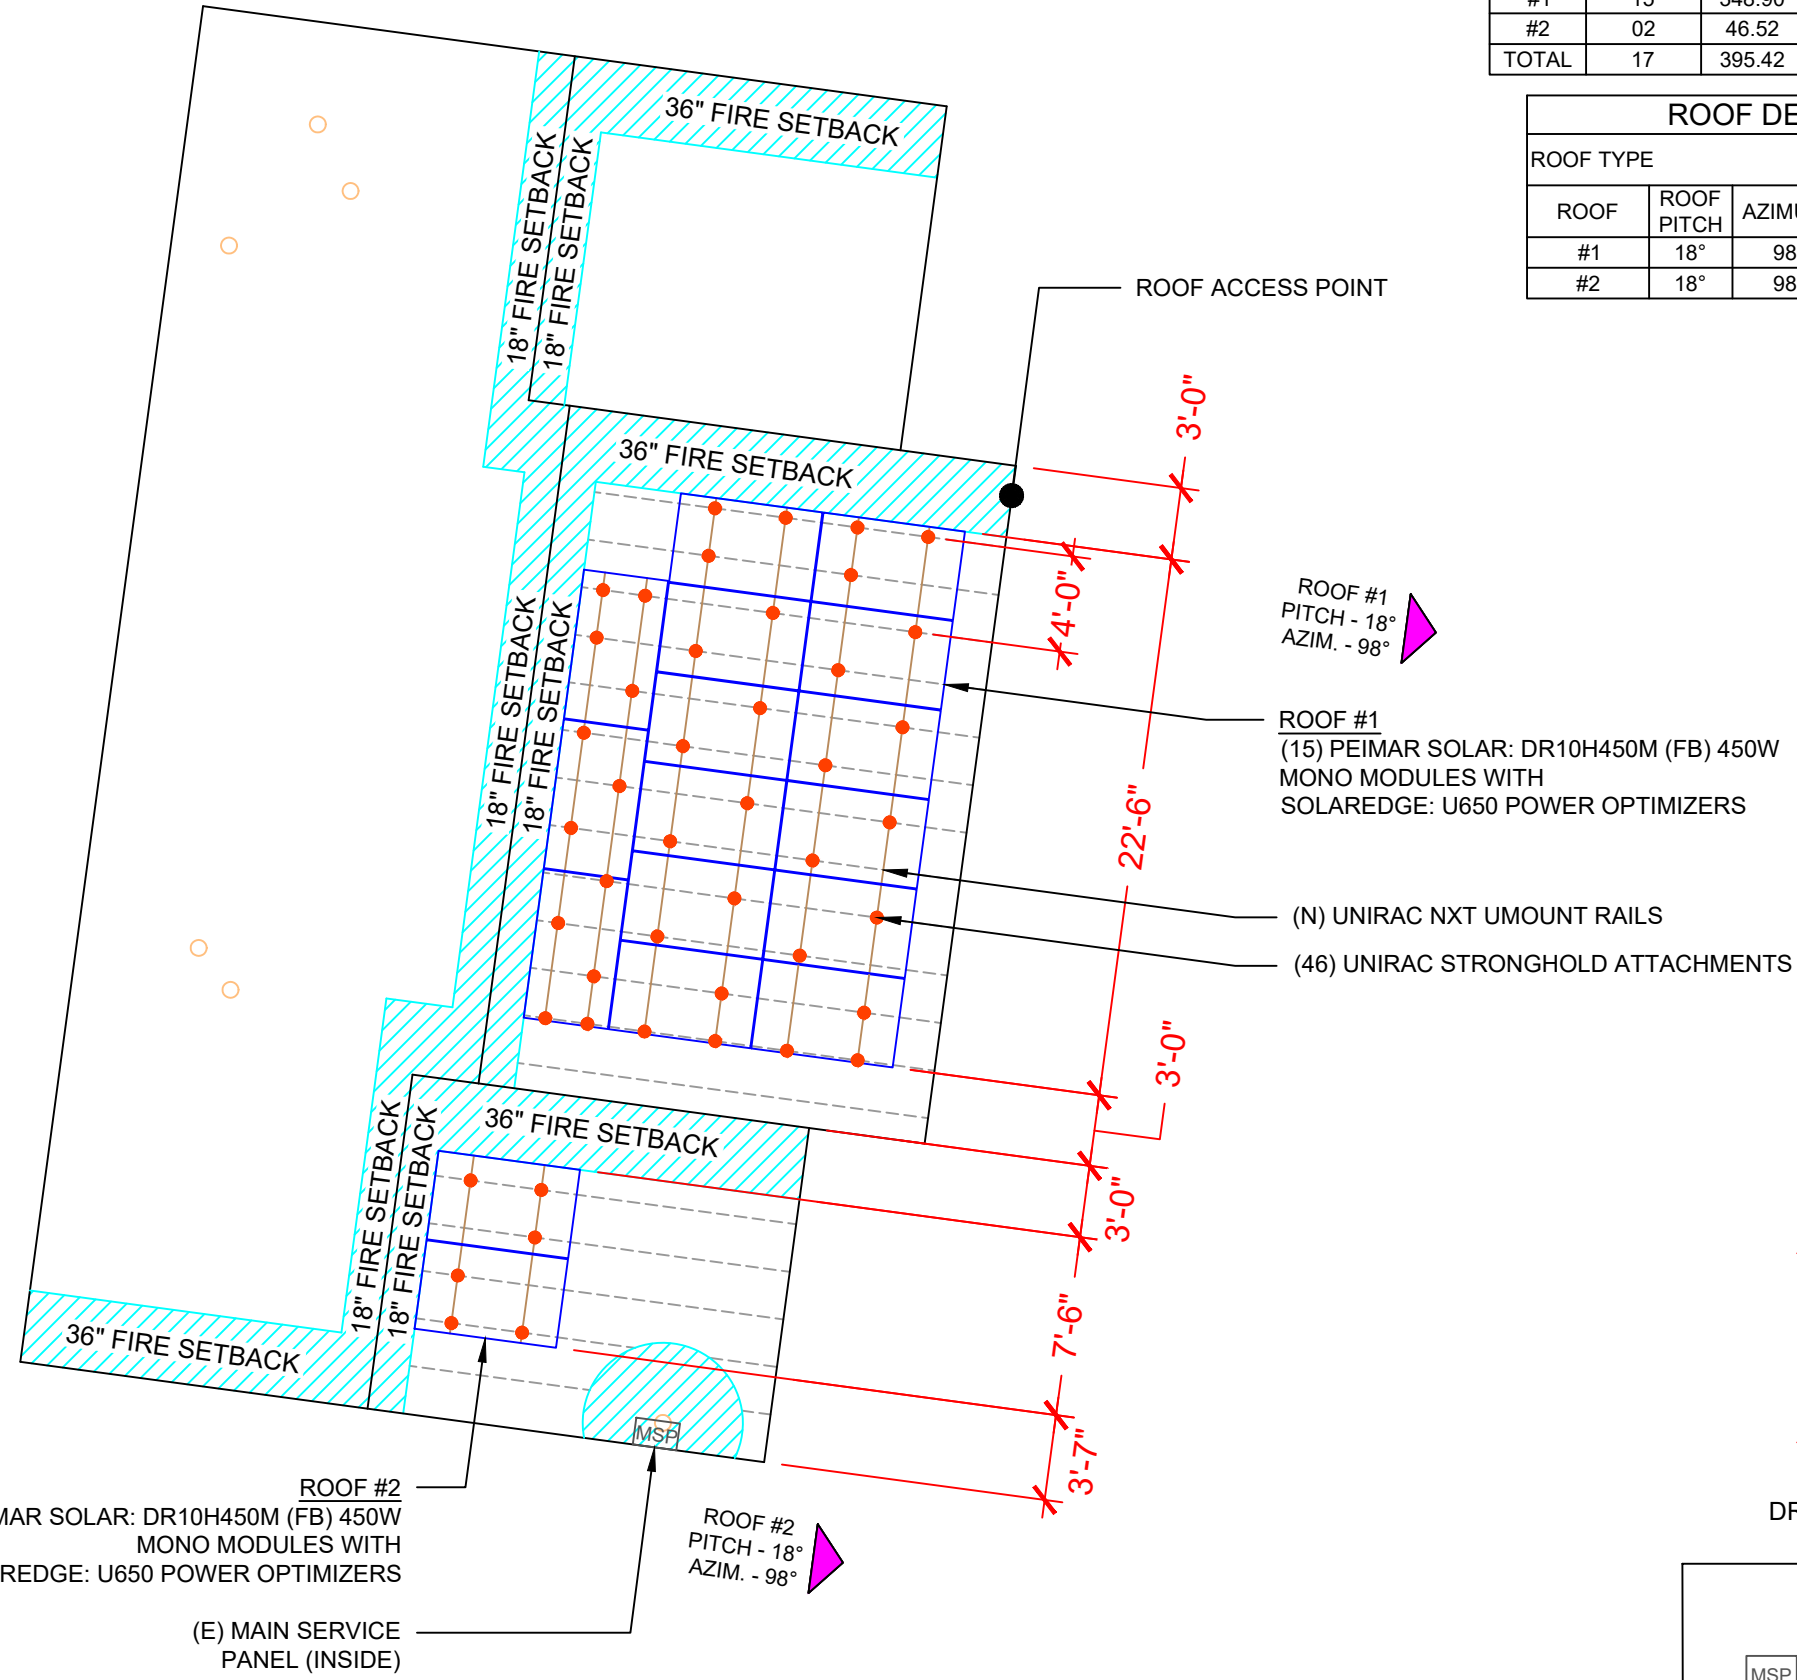 #1 15 348.90
#2 02 46.52
TOTAL 17 395.42
ROOF DE
ROOF TYPE
ROOF ROOF PITCH AZIMU
#1 18° 98
#2 18° 98
36" FIRE SETBACK
18" FIRE SETBACK
18" FIRE SETBACK
ROOF ACCESS POINT
36" FIRE SETBACK
3'-0"
4'-0"
ROOF #1
PITCH - 18°
AZIM. - 98°
18" FIRE SETBACK
18" FIRE SETBACK
ROOF #1
(15) PEIMAR SOLAR: DR10H450M (FB) 450W
MONO MODULES WITH
SOLAREDGE: U650 POWER OPTIMIZERS
22'-6"
(N) UNIRAC NXT UMOUNT RAILS
(46) UNIRAC STRONGHOLD ATTACHMENTS
3'-0"
36" FIRE SETBACK
18" FIRE SETBACK
18" FIRE SETBACK
3'-0"
7'-6"
36" FIRE SETBACK
MSP
3'-7"
ROOF #2
MAR SOLAR: DR10H450M (FB) 450W
MONO MODULES WITH
REDGE: U650 POWER OPTIMIZERS
ROOF #2
PITCH - 18°
AZIM. - 98°
DR
(E) MAIN SERVICE
PANEL (INSIDE)
MSP